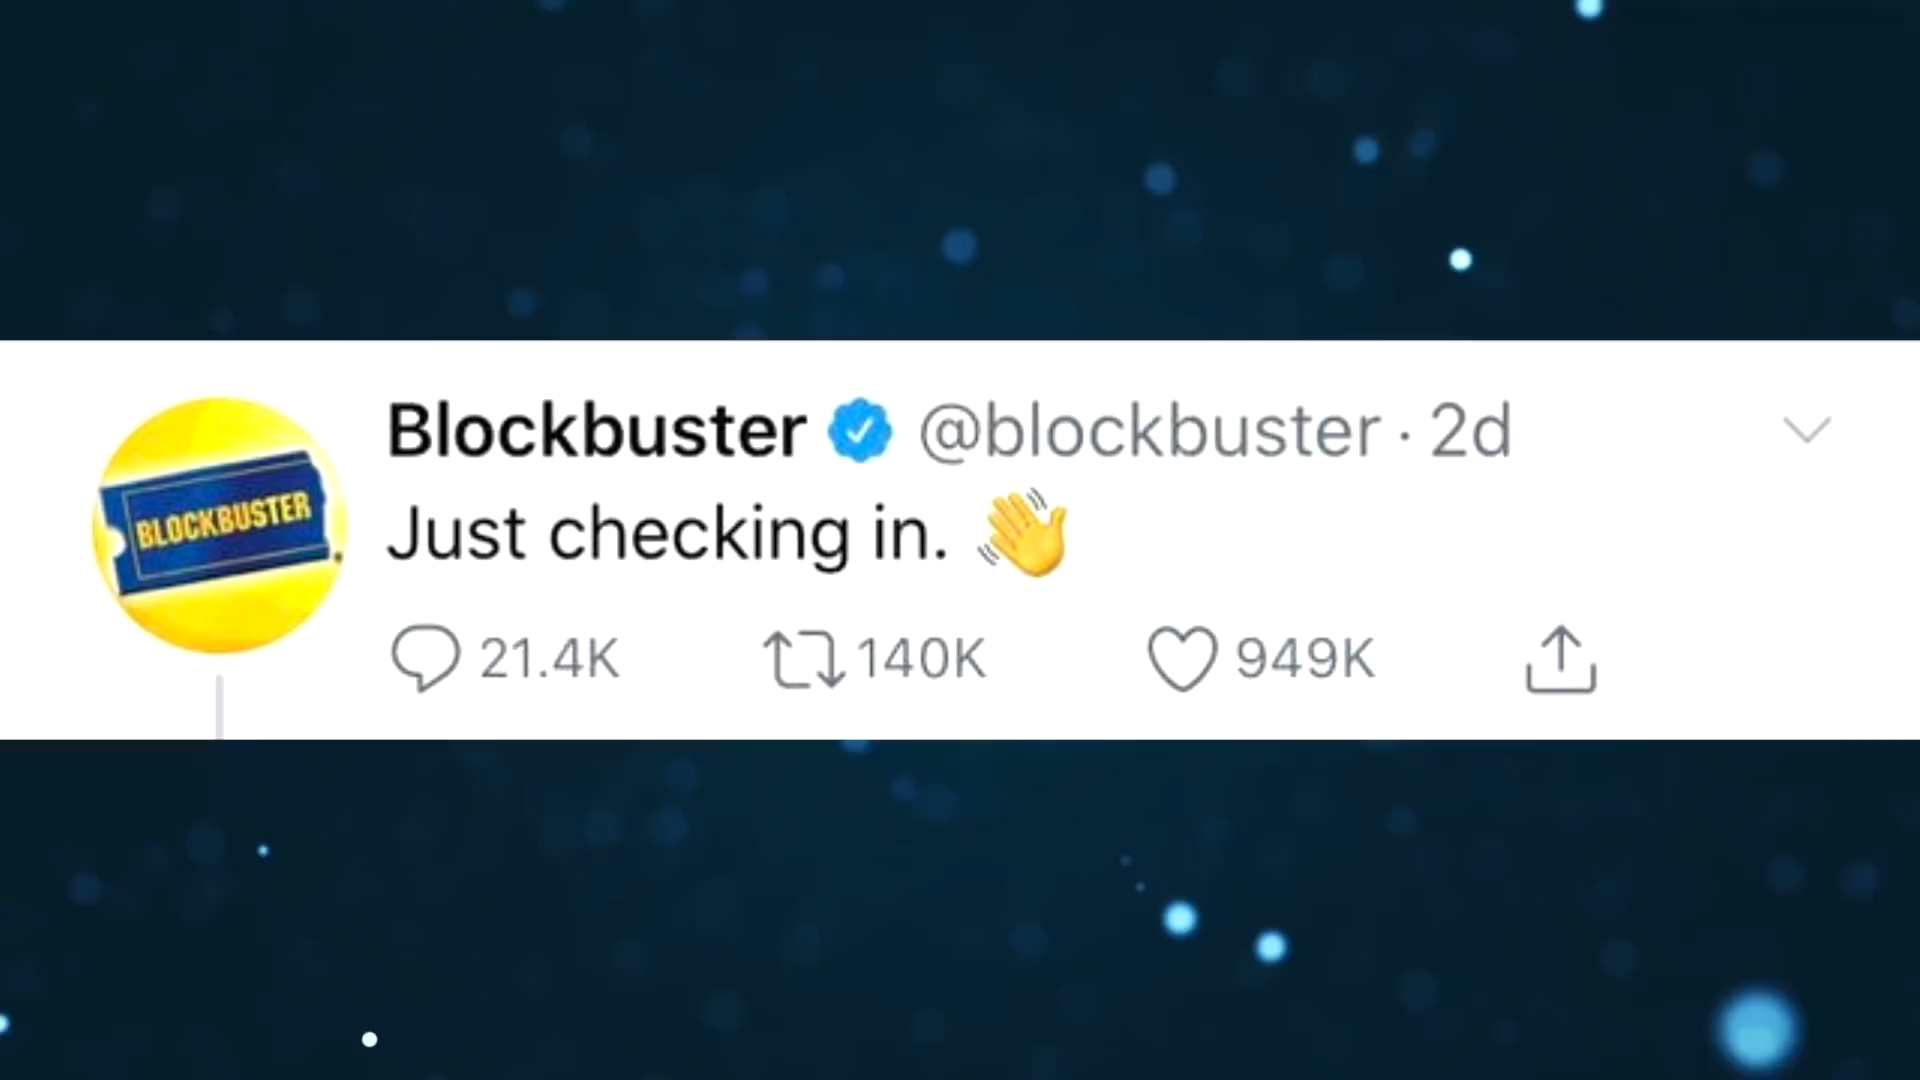 Blockbuster @blockbuster · 2d
BLOCKBUSTER
Just checking in. 👋
21.4K 140K 949K